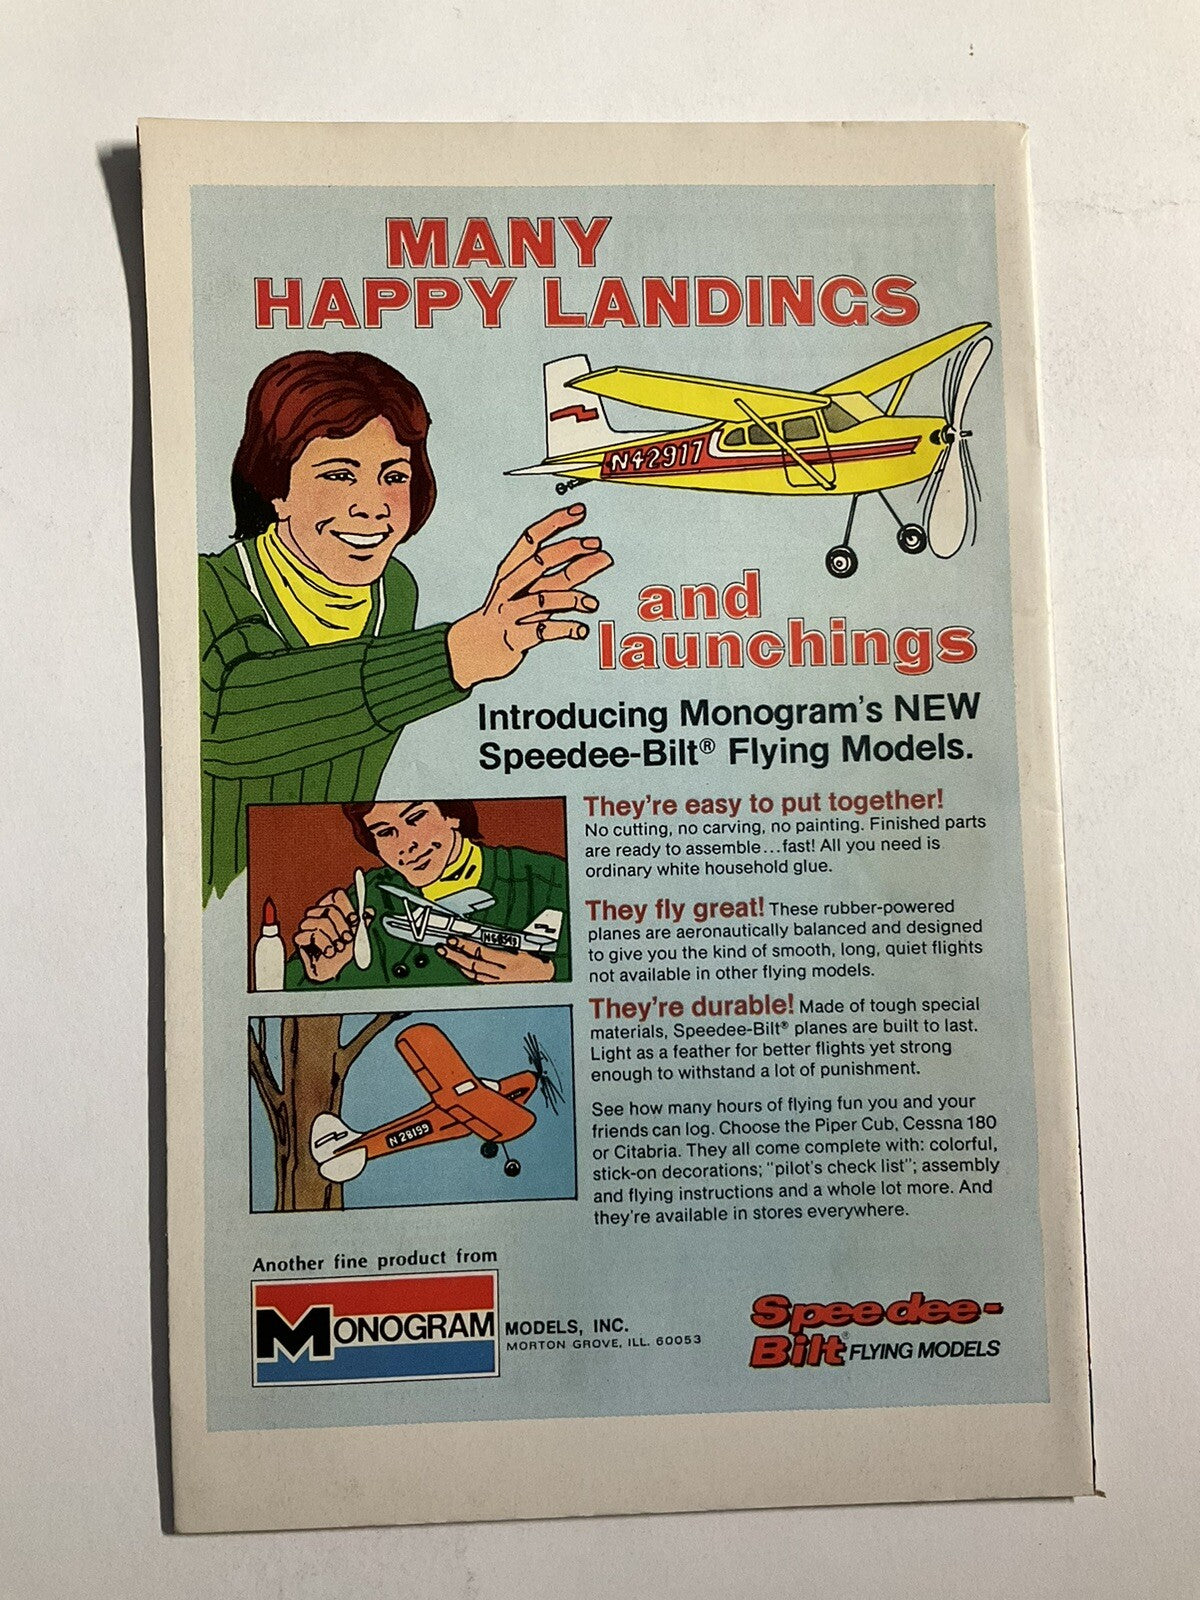 MANY
HAPPY LANDINGS
N42917
and
launchings
Introducing Monogram's NEW
Speedee-Bilt® Flying Models.
They're easy to put together!
No cutting, no carving, no painting. Finished parts
are ready to assemble...fast! All you need is
ordinary white household glue.
They fly great! These rubber-powered
planes are aeronautically balanced and designed
to give you the kind of smooth, long, quiet flights
not available in other flying models.
They're durable! Made of tough special
materials, Speedee-Bilt® planes are built to last.
Light as a feather for better flights yet strong
enough to withstand a lot of punishment.
N 28159
See how many hours of flying fun you and your
friends can log. Choose the Piper Cub, Cessna 180
or Citabria. They all come complete with: colorful,
stick-on decorations; "pilot's check list"; assembly
and flying instructions and a whole lot more. And
they're available in stores everywhere.
Another fine product from
MONOGRAM
MODELS, INC.
MORTON GROVE, ILL. 60053
Speedee-
Bilt® FLYING MODELS